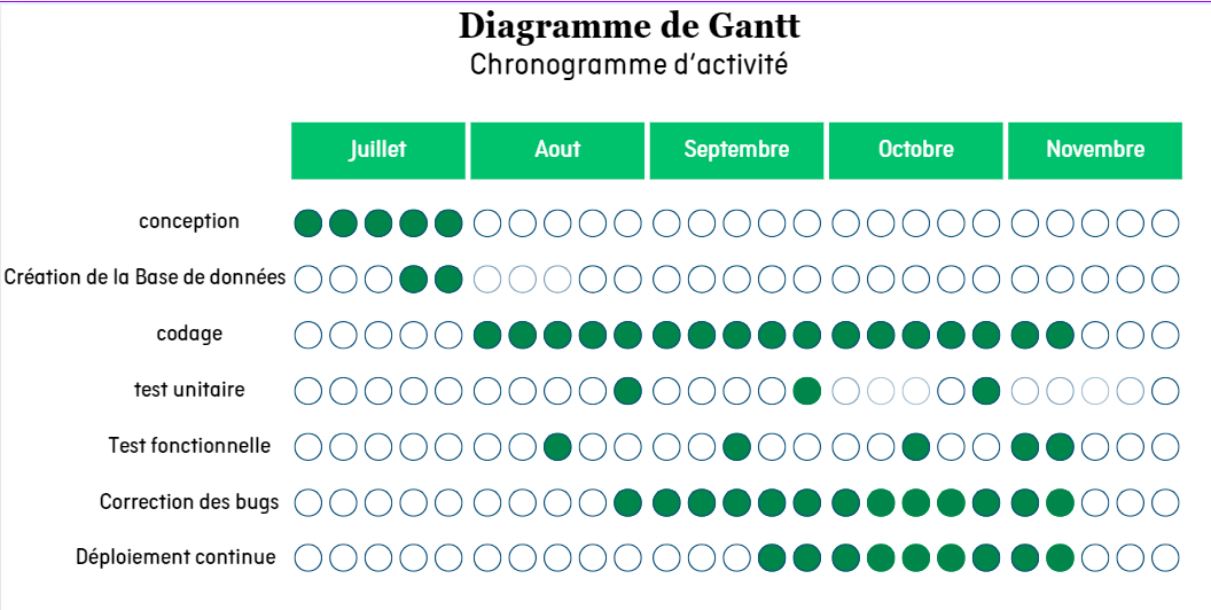 Diagramme de Gantt
Chronogramme d'activité
Juillet Aout Septembre Octobre Novembre
conception
Création de la Base de données
codage
test unitaire
Test fonctionnelle
Correction des bugs
Déploiement continue